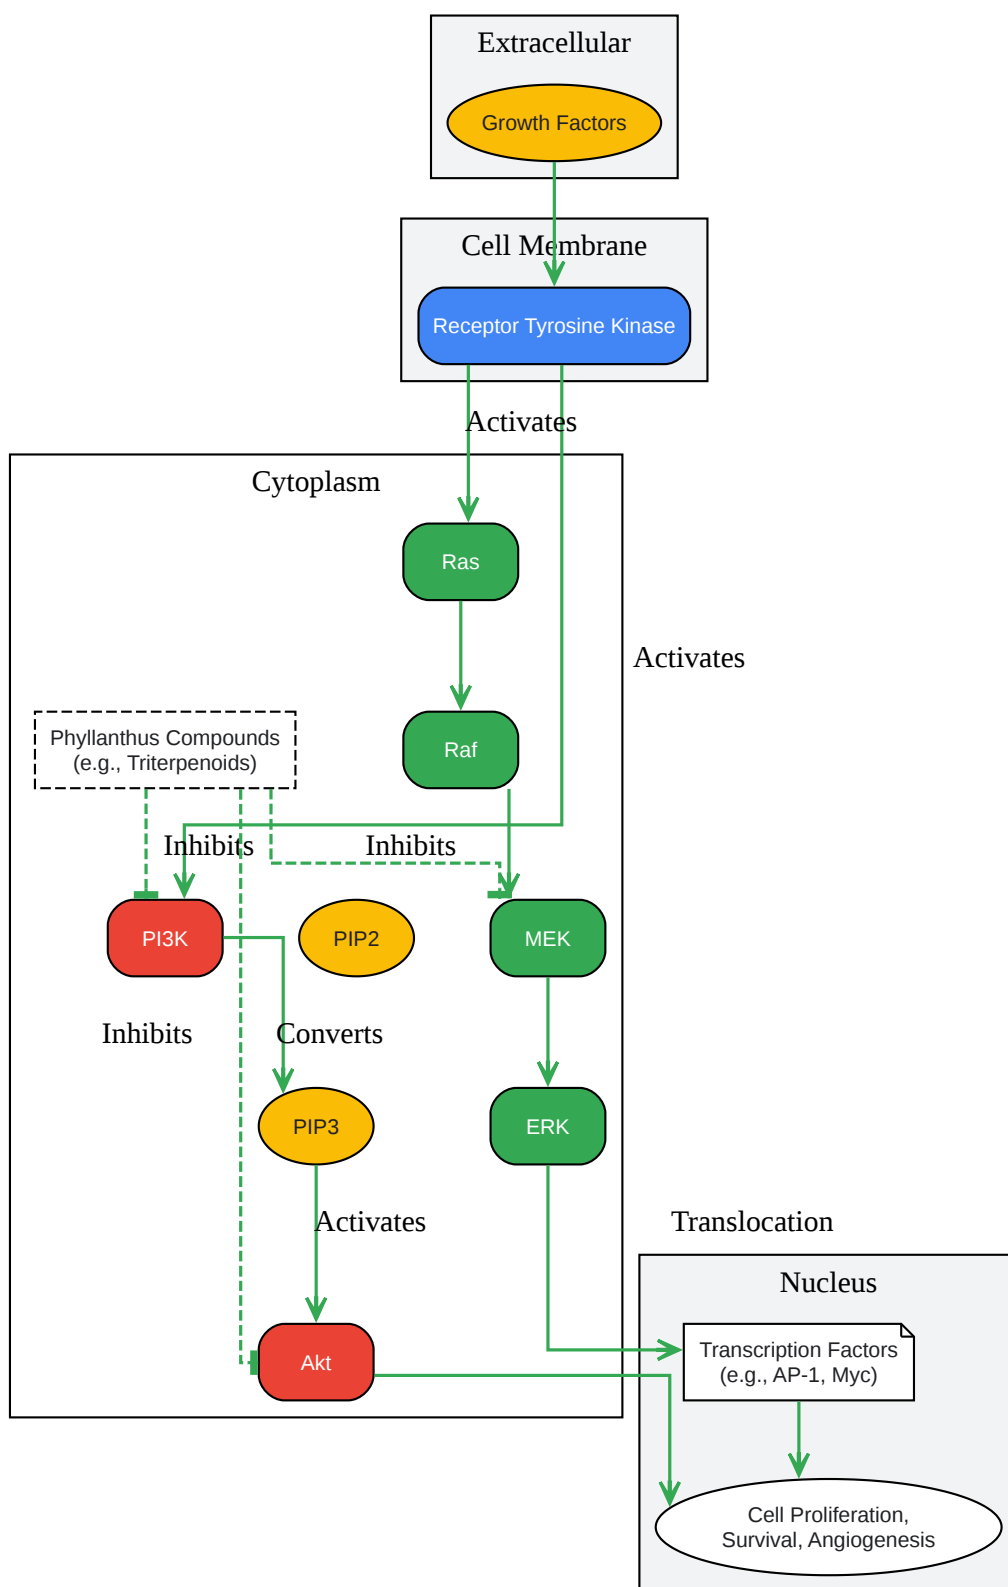 Extracellular
Growth Factors
Cell Membrane
Receptor Tyrosine Kinase
Activates
Cytoplasm
Ras
Activates
Phyllanthus Compounds
(e.g., Triterpenoids)
Raf
Inhibits
Inhibits
PI3K
PIP2
MEK
Inhibits
Converts
PIP3
ERK
Activates
Translocation
Nucleus
Transcription Factors
(e.g., AP-1, Myc)
Akt
Cell Proliferation,
Survival, Angiogenesis